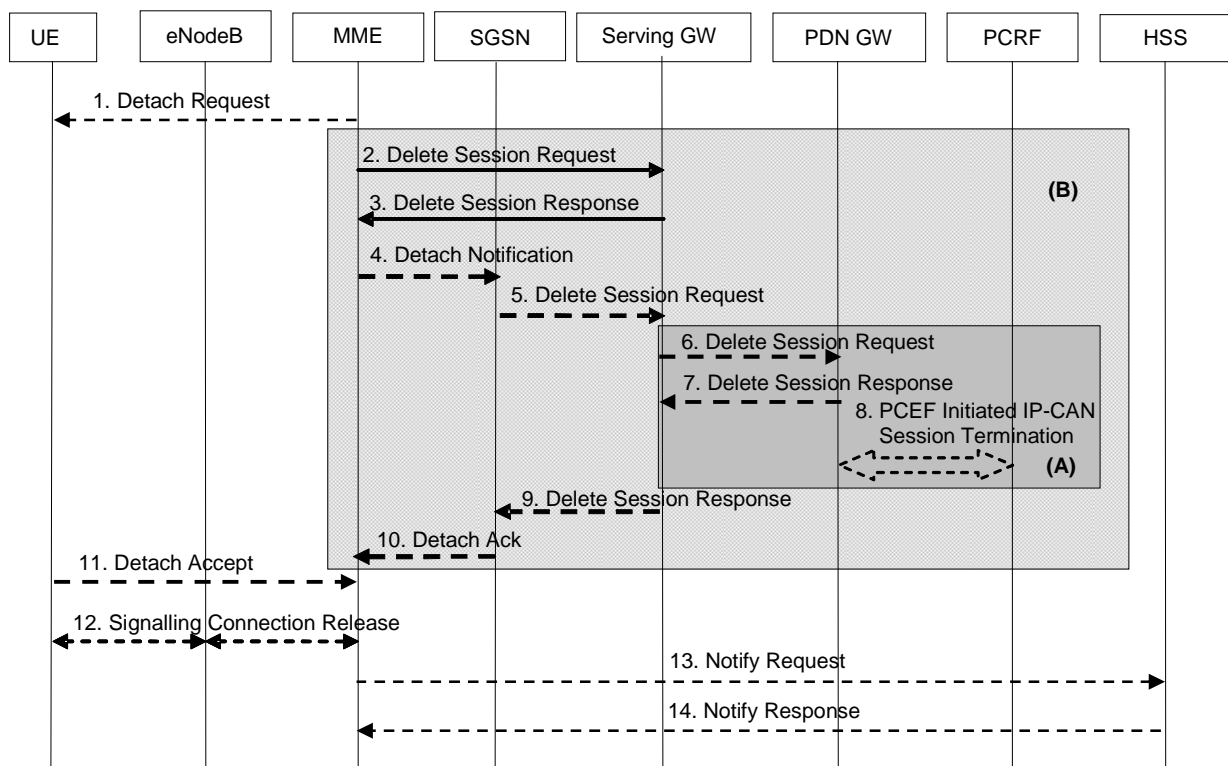 UE
eNodeB
MME
SGSN
Serving GW
PDN GW
PCRF
HSS
1. Detach Request
2. Delete Session Request
(B)
3. Delete Session Response
4. Detach Notification
5. Delete Session Request
6. Delete Session Request
7. Delete Session Response
8. PCEF Initiated IP-CAN
Session Termination
(A)
9. Delete Session Response
10. Detach Ack
11. Detach Accept
12. Signalling Connection Release
13. Notify Request
14. Notify Response